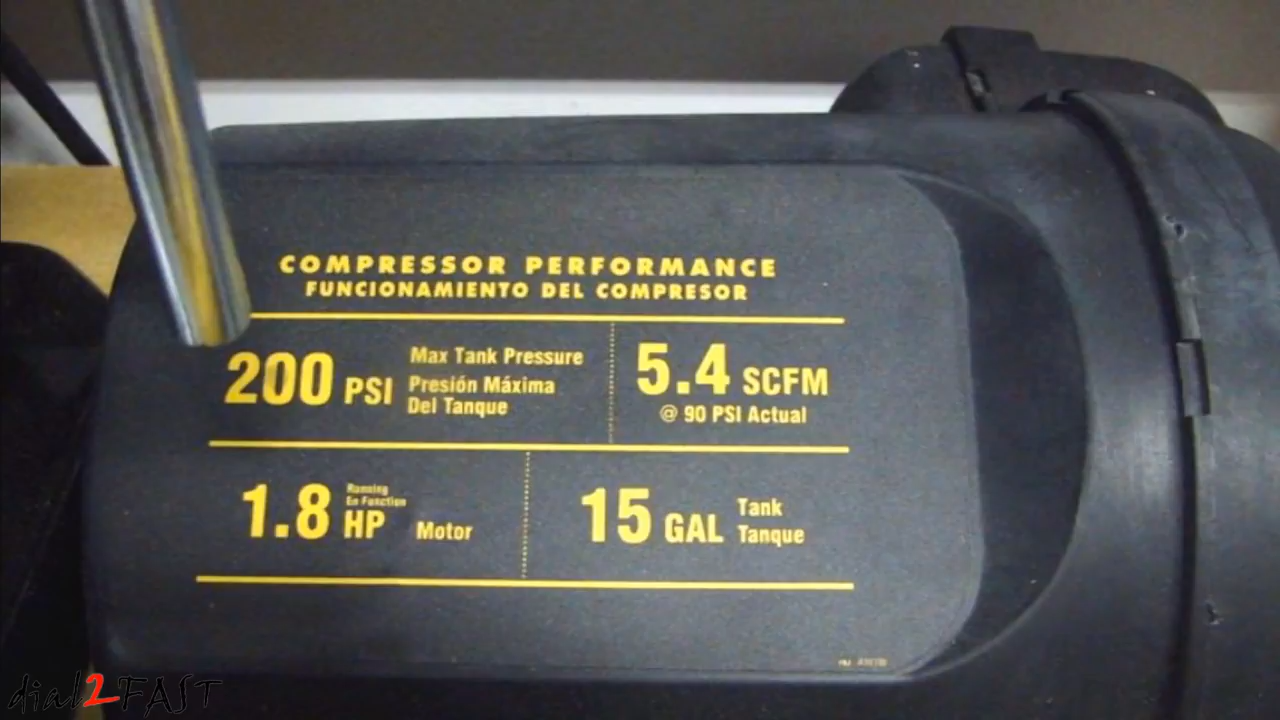 COMPRESSOR PERFORMANCE
FUNCIONAMIENTO DEL COMPRESOR
200 PSI
Max Tank Pressure
Presión Máxima
Del Tanque
5.4 SCFM
@ 90 PSI Actual
1.8
Running
En Function
HP Motor
15 GAL
Tank
Tanque
dial2FAST